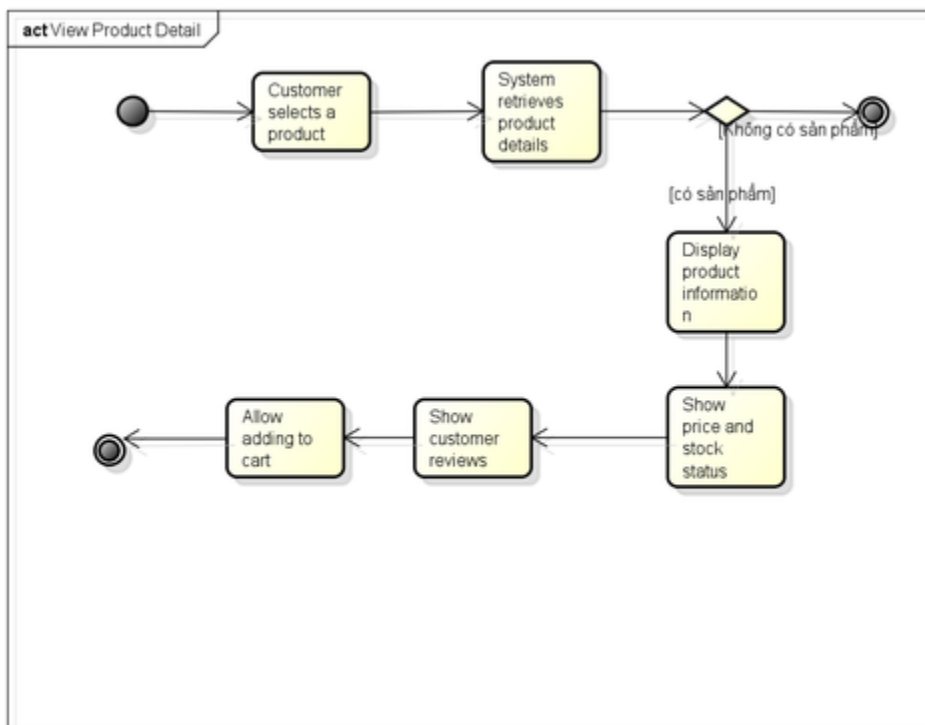 act View Product Detail
Customer
selects a
product
System
retrieves
product
details
[Không có sản phẩm]
[có sản phẩm]
Display
product
informatio
n
Show
price and
stock
status
Show
customer
reviews
Allow
adding to
cart